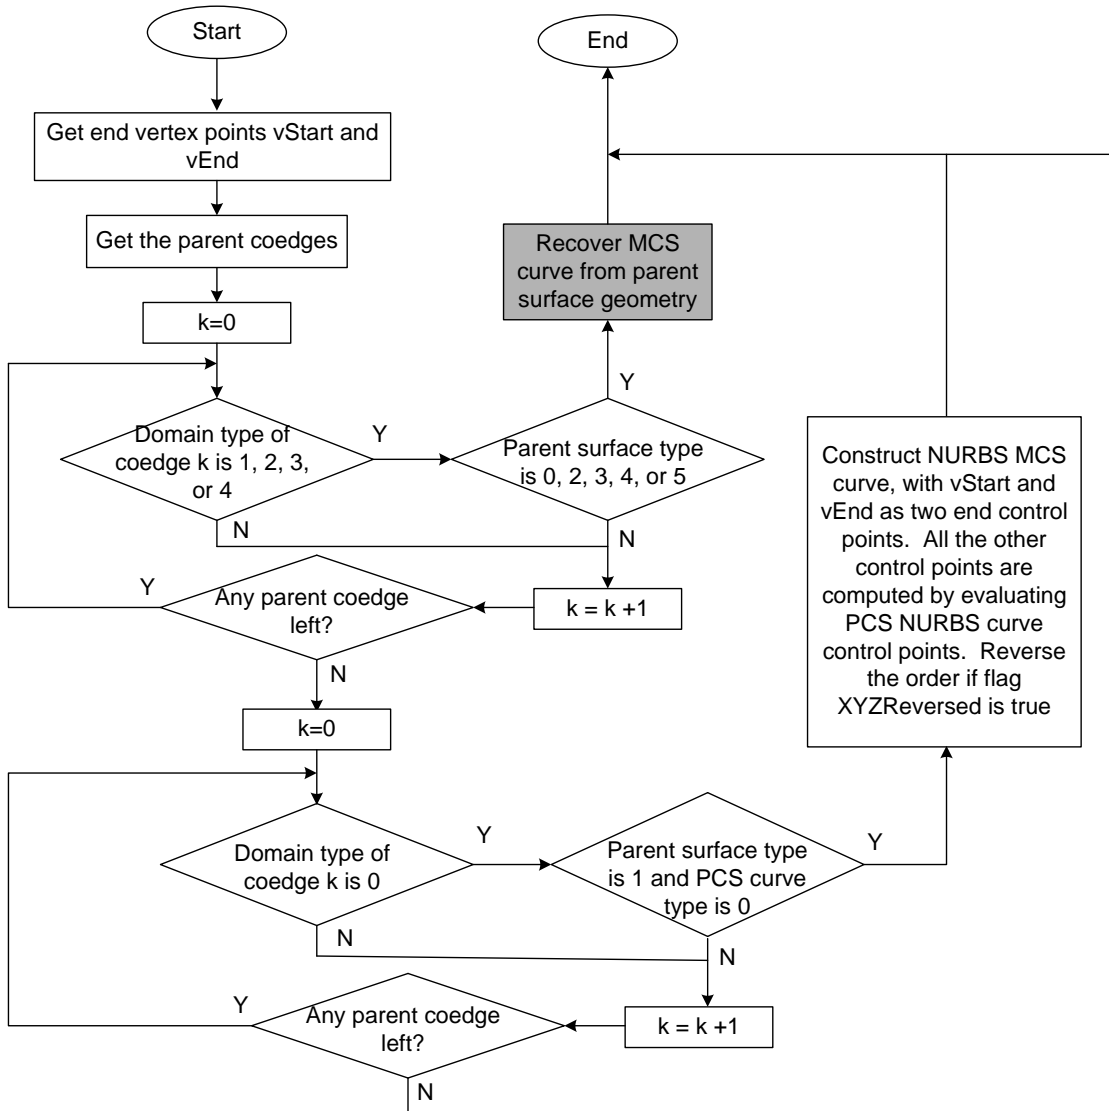 Start
End
Get end vertex points vStart and
vEnd
Get the parent coedges
k=0
Recover MCS
curve from parent
surface geometry
Y
Domain type of
coedge k is 1, 2, 3,
or 4
Y
Parent surface type
is 0, 2, 3, 4, or 5
N
N
Y
Any parent coedge
left?
k = k +1
N
k=0
Construct NURBS MCS
curve, with vStart and
vEnd as two end control
points.  All the other
control points are
computed by evaluating
PCS NURBS curve
control points.  Reverse
the order if flag
XYZReversed is true
Domain type of
coedge k is 0
Y
Parent surface type
is 1 and PCS curve
type is 0
Y
N
N
Y
Any parent coedge
left?
k = k +1
N